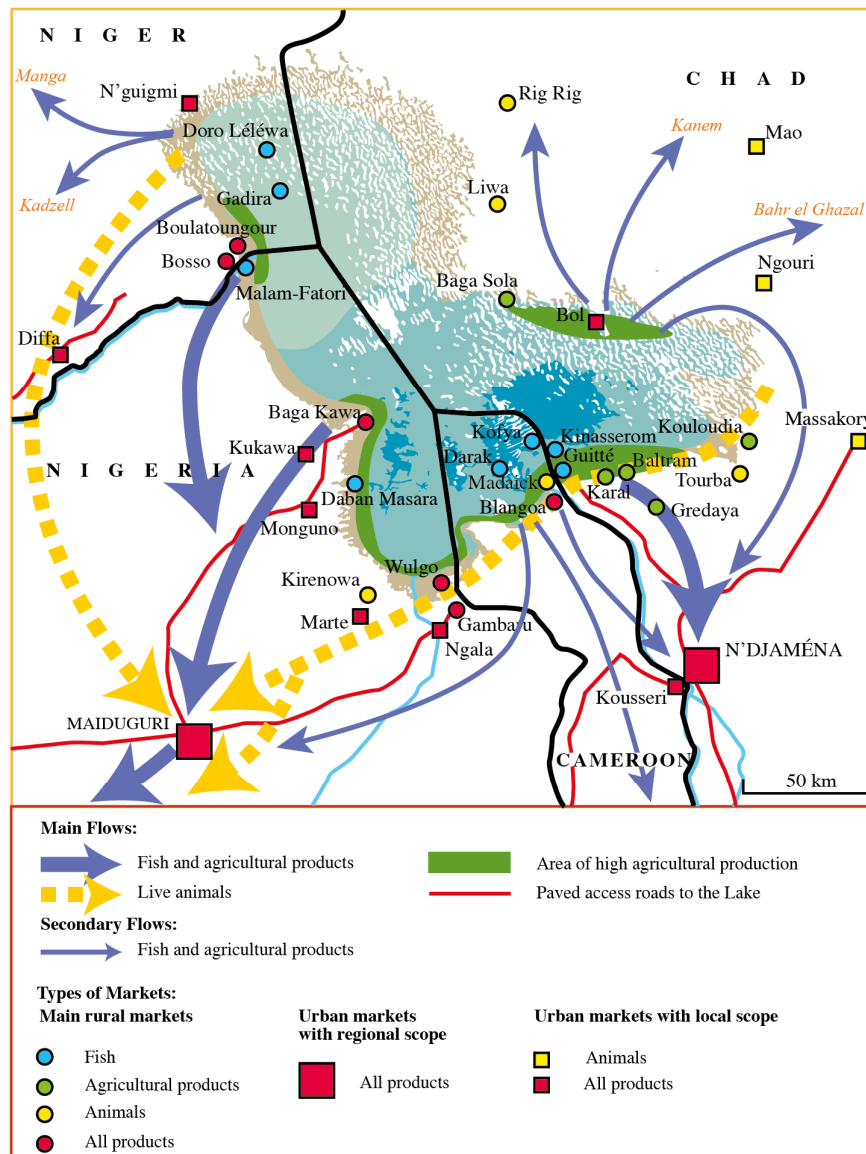 N I G E R
Manga
N'guigmi
C H A D
Rig Rig
Kanem
Mao
Doro Léléwa
Kadzell
Gadira
Liwa
Bahr el Ghazal
Boulatoungour
Bosso
Malam-Fatori
Ngouri
Baga Sola
Bol
Diffa
Baga Kawa
Kofya
Kinasserom
Kouloudia
Massakory
Kukawa
Darak
Guitté
Baltram
N I G E R I A
Daban Masara
Madaick
Karal
Tourba
Monguno
Blangoa
Gredaya
Wulgo
Kirenowa
Marte
Gambaru
Ngala
N'DJAMÉNA
Kousseri
MAIDUGURI
CAMEROON
50 km
Main Flows:
Fish and agricultural products
Area of high agricultural production
Live animals
Paved access roads to the Lake
Secondary Flows:
Fish and agricultural products
Types of Markets:
Main rural markets
Urban markets
with regional scope
Urban markets with local scope
Fish
Agricultural products
Animals
All products
All products
Animals
All products